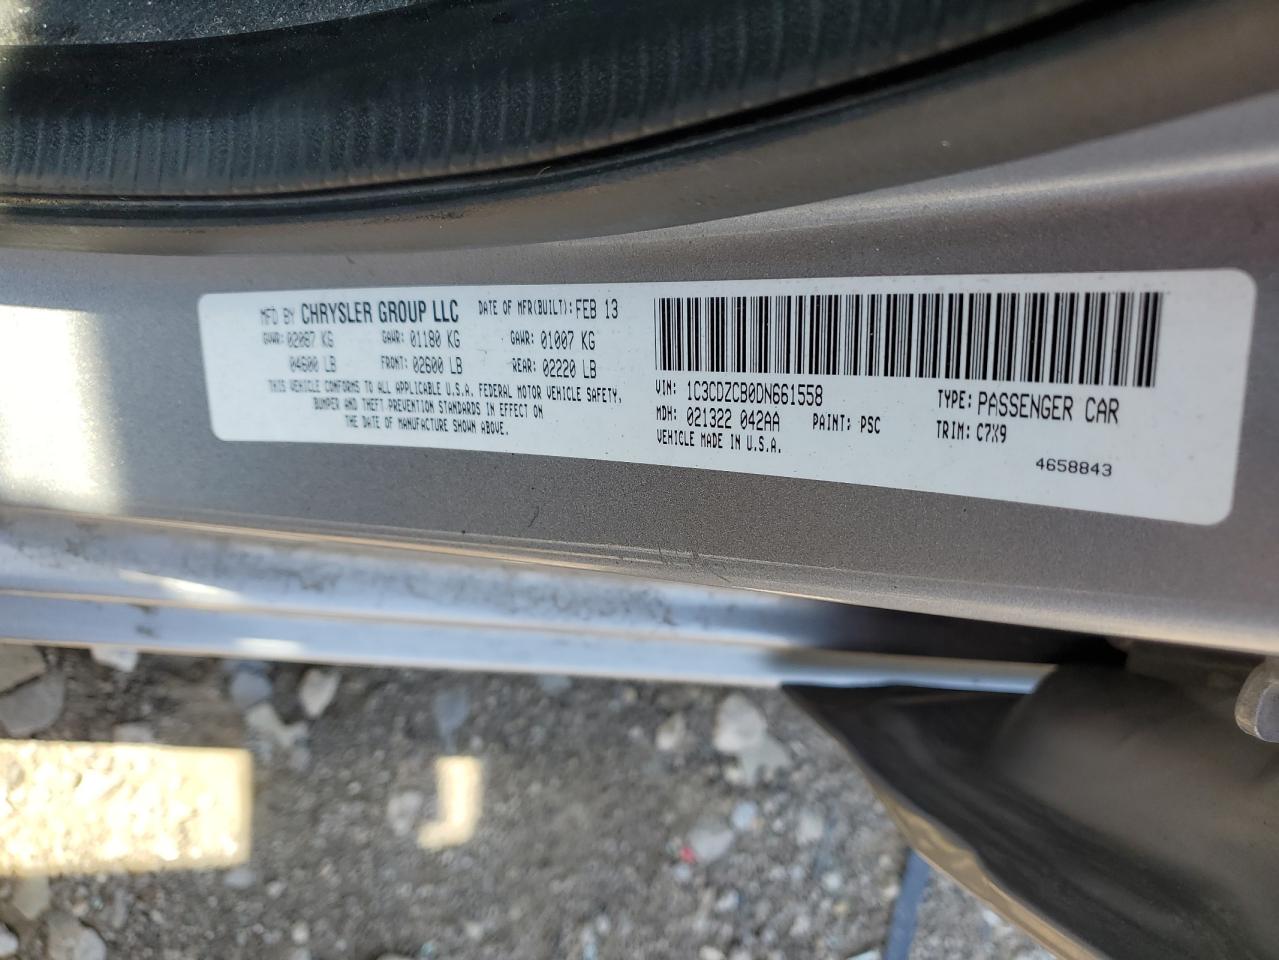 MFD BY CHRYSLER GROUP LLC DATE OF MFR(BUILT): FEB 13
GVWR: 02087 KG GAWR: 01180 KG GAWR: 01007 KG
04600 LB FRONT: 02600 LB REAR: 02220 LB
THIS VEHICLE CONFORMS TO ALL APPLICABLE U.S.A. FEDERAL MOTOR VEHICLE SAFETY,
BUMPER AND THEFT PREVENTION STANDARDS IN EFFECT ON
THE DATE OF MANUFACTURE SHOWN ABOVE.
VIN: 1C3CDZCB0DN661558 TYPE: PASSENGER CAR
MDH: 021322 042AA PAINT: PSC TRIM: C7X9
VEHICLE MADE IN U.S.A.
4658843